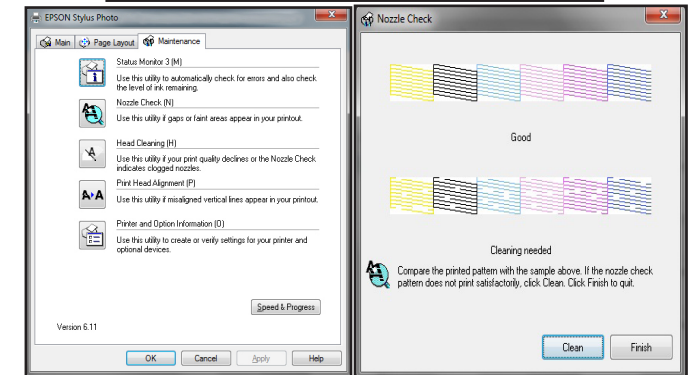 EPSON Stylus Photo
Main
Page Layout
Maintenance
Status Monitor 3 (M)
Use this utility to automatically check for errors and also check
the level of ink remaining.
Nozzle Check (N)
Use this utility if gaps or faint areas appear in your printout.
Head Cleaning (H)
Use this utility if your print quality declines or the Nozzle Check
indicates clogged nozzles.
Print Head Alignment (P)
Use this utility if misaligned vertical lines appear in your printout.
Printer and Option Information (O)
Use this utility to create or verify settings for your printer and
optional devices.
Speed & Progress
Version 6.11
OK
Cancel
Apply
Help
Nozzle Check
Good
Cleaning needed
Compare the printed pattern with the sample above. If the nozzle check
pattern does not print satisfactorily, click Clean. Click Finish to quit.
Clean
Finish